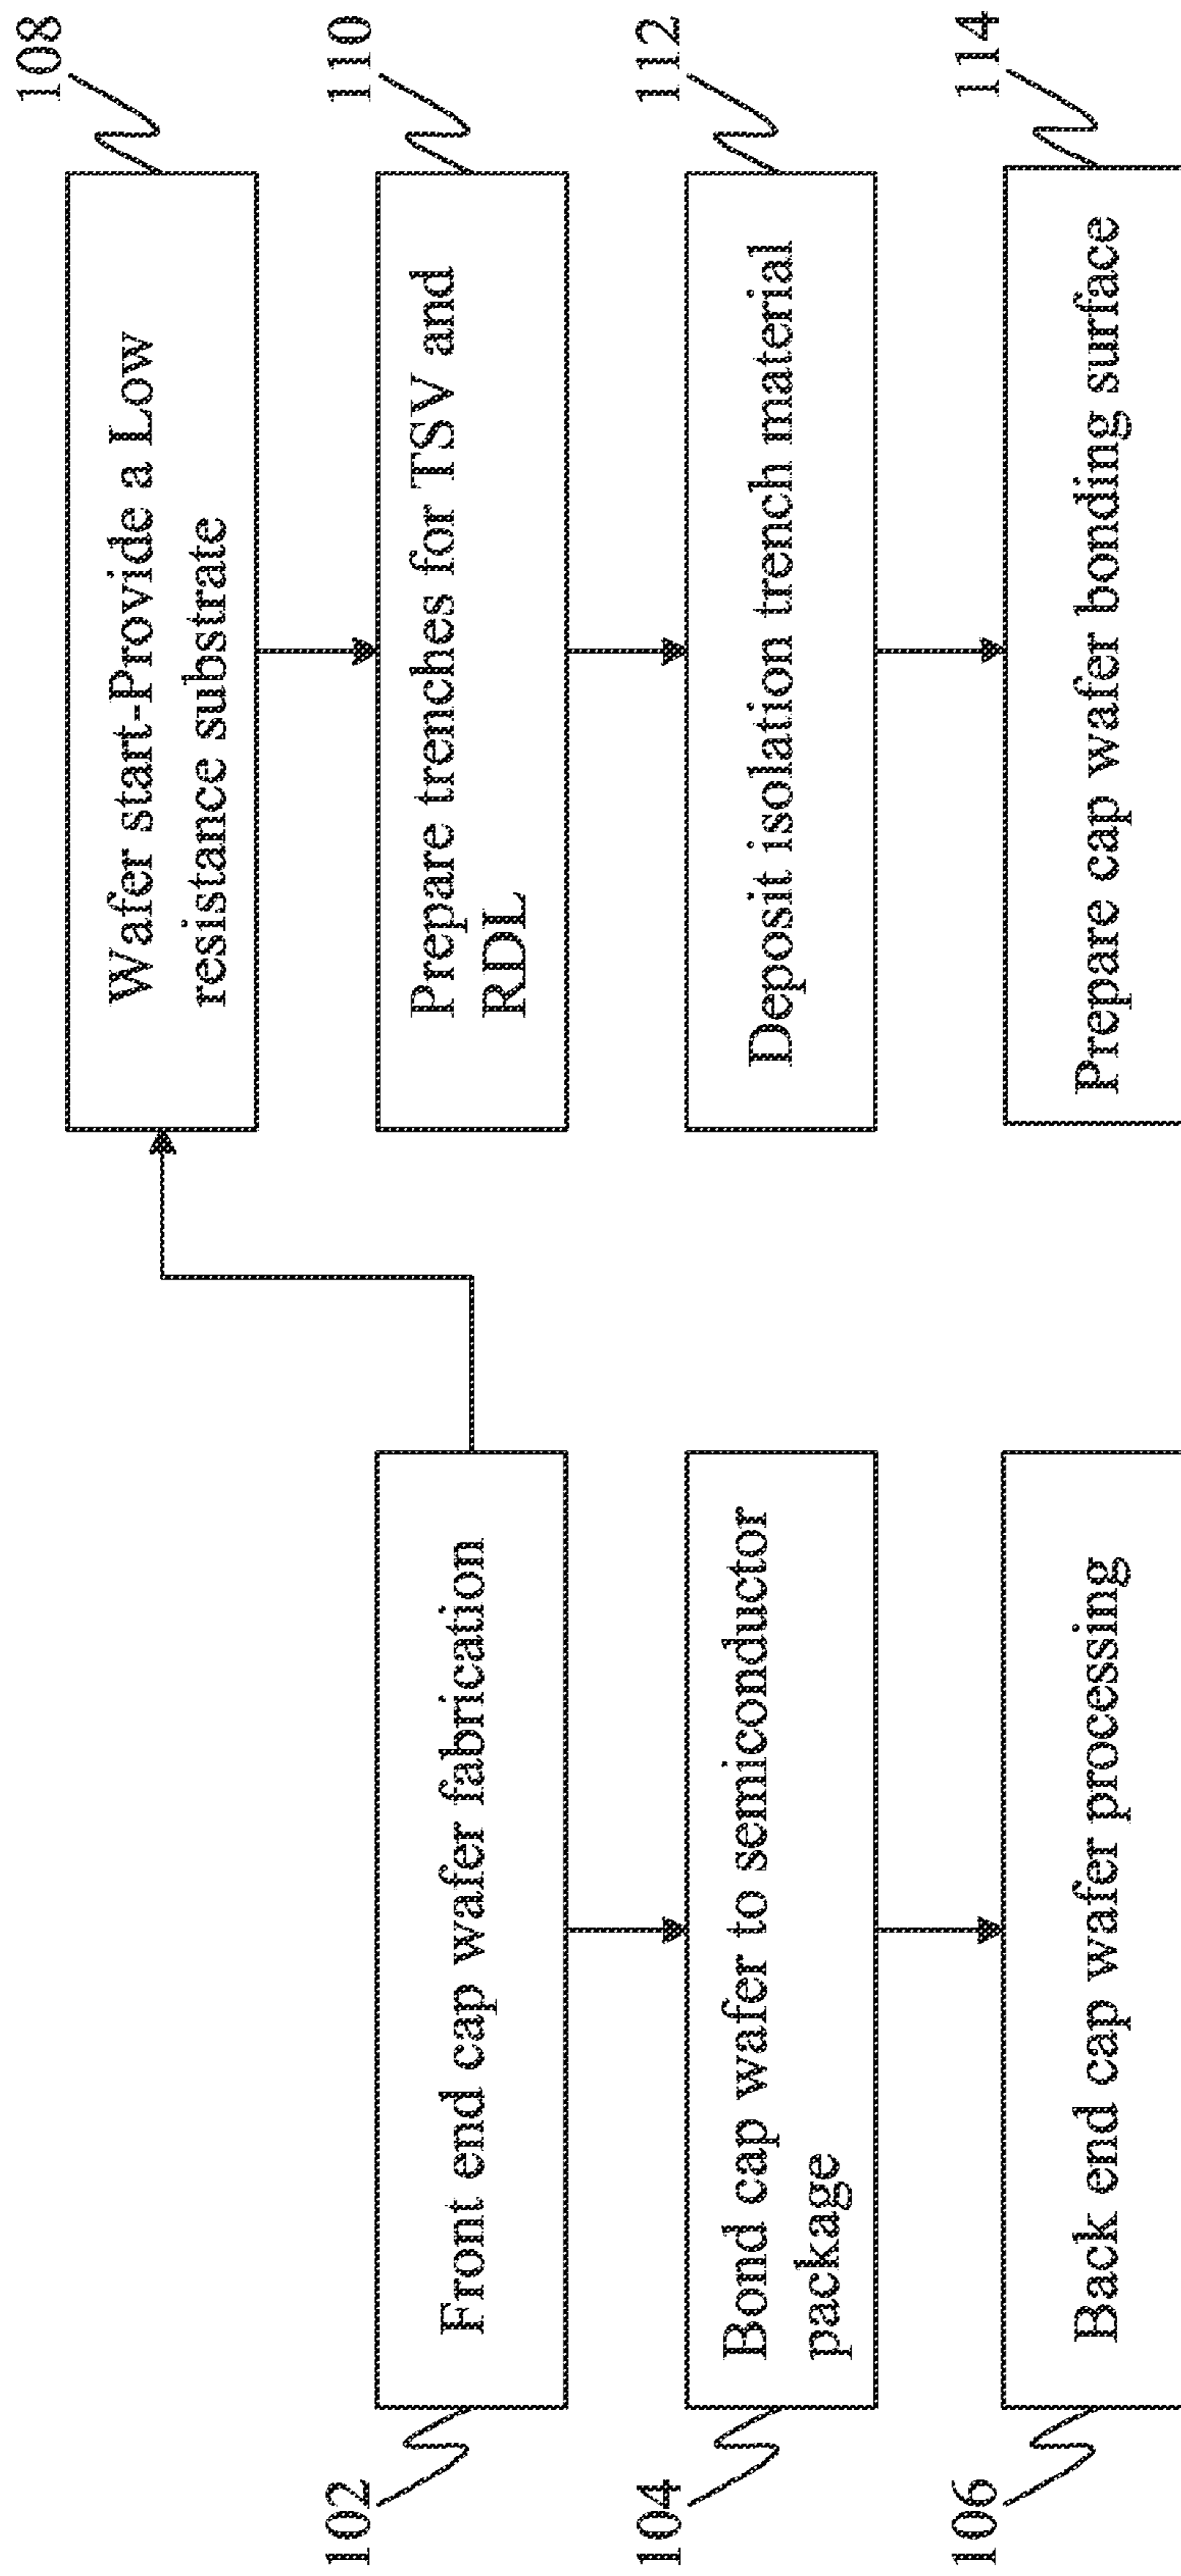 102
Front end cap wafer fabrication
104
Bond cap wafer to semiconductor
package
106
Back end cap wafer processing
108
Wafer start-Provide a Low
resistance substrate
110
Prepare trenches for TSV and
RDL
112
Deposit isolation trench material
114
Prepare cap wafer bonding surface